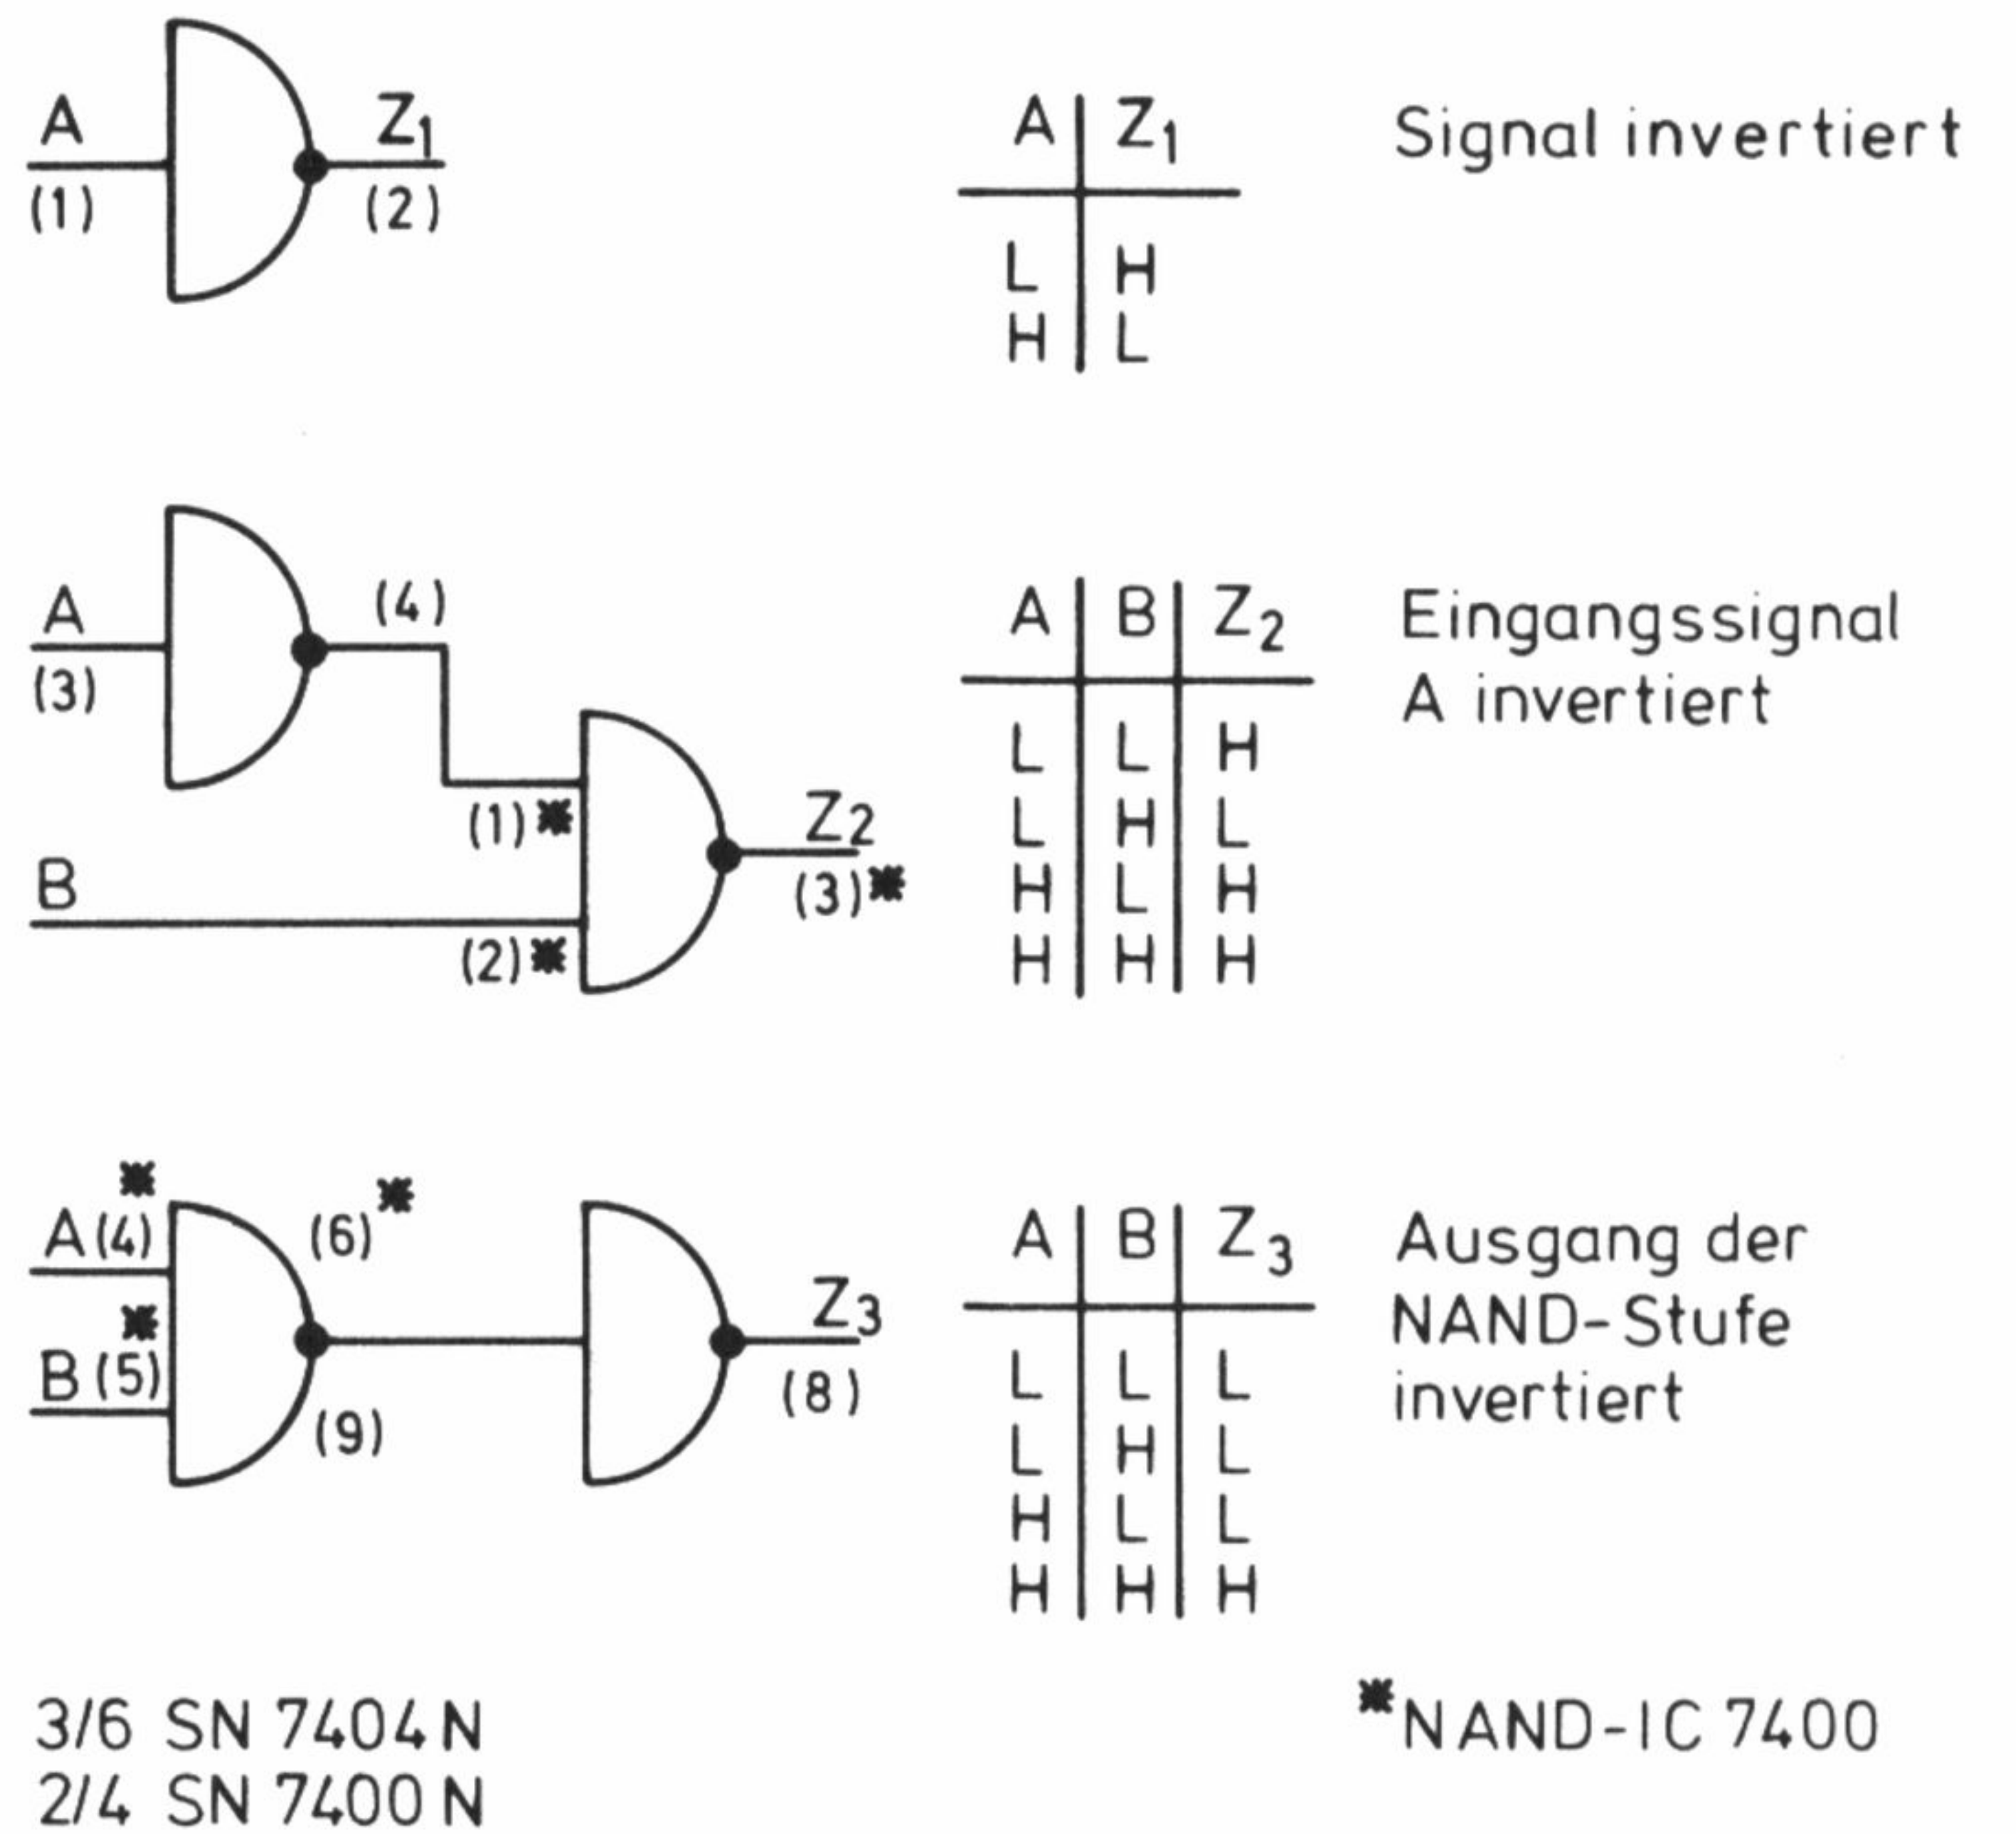 A Z1
(1) (2)
A Z1
L H
H L
Signal invertiert
A (4)
(3)
(1)*
B
(2)*
Z2
(3)*
A B Z2
L L H
L H L
H L H
H H H
Eingangssignal
A invertiert
*
A (4) (6)*
*
B (5)
(9)
Z3
(8)
A B Z3
L L L
L H L
H L L
H H H
Ausgang der
NAND-Stufe
invertiert
3/6 SN 7404 N
2/4 SN 7400 N
*NAND-IC 7400